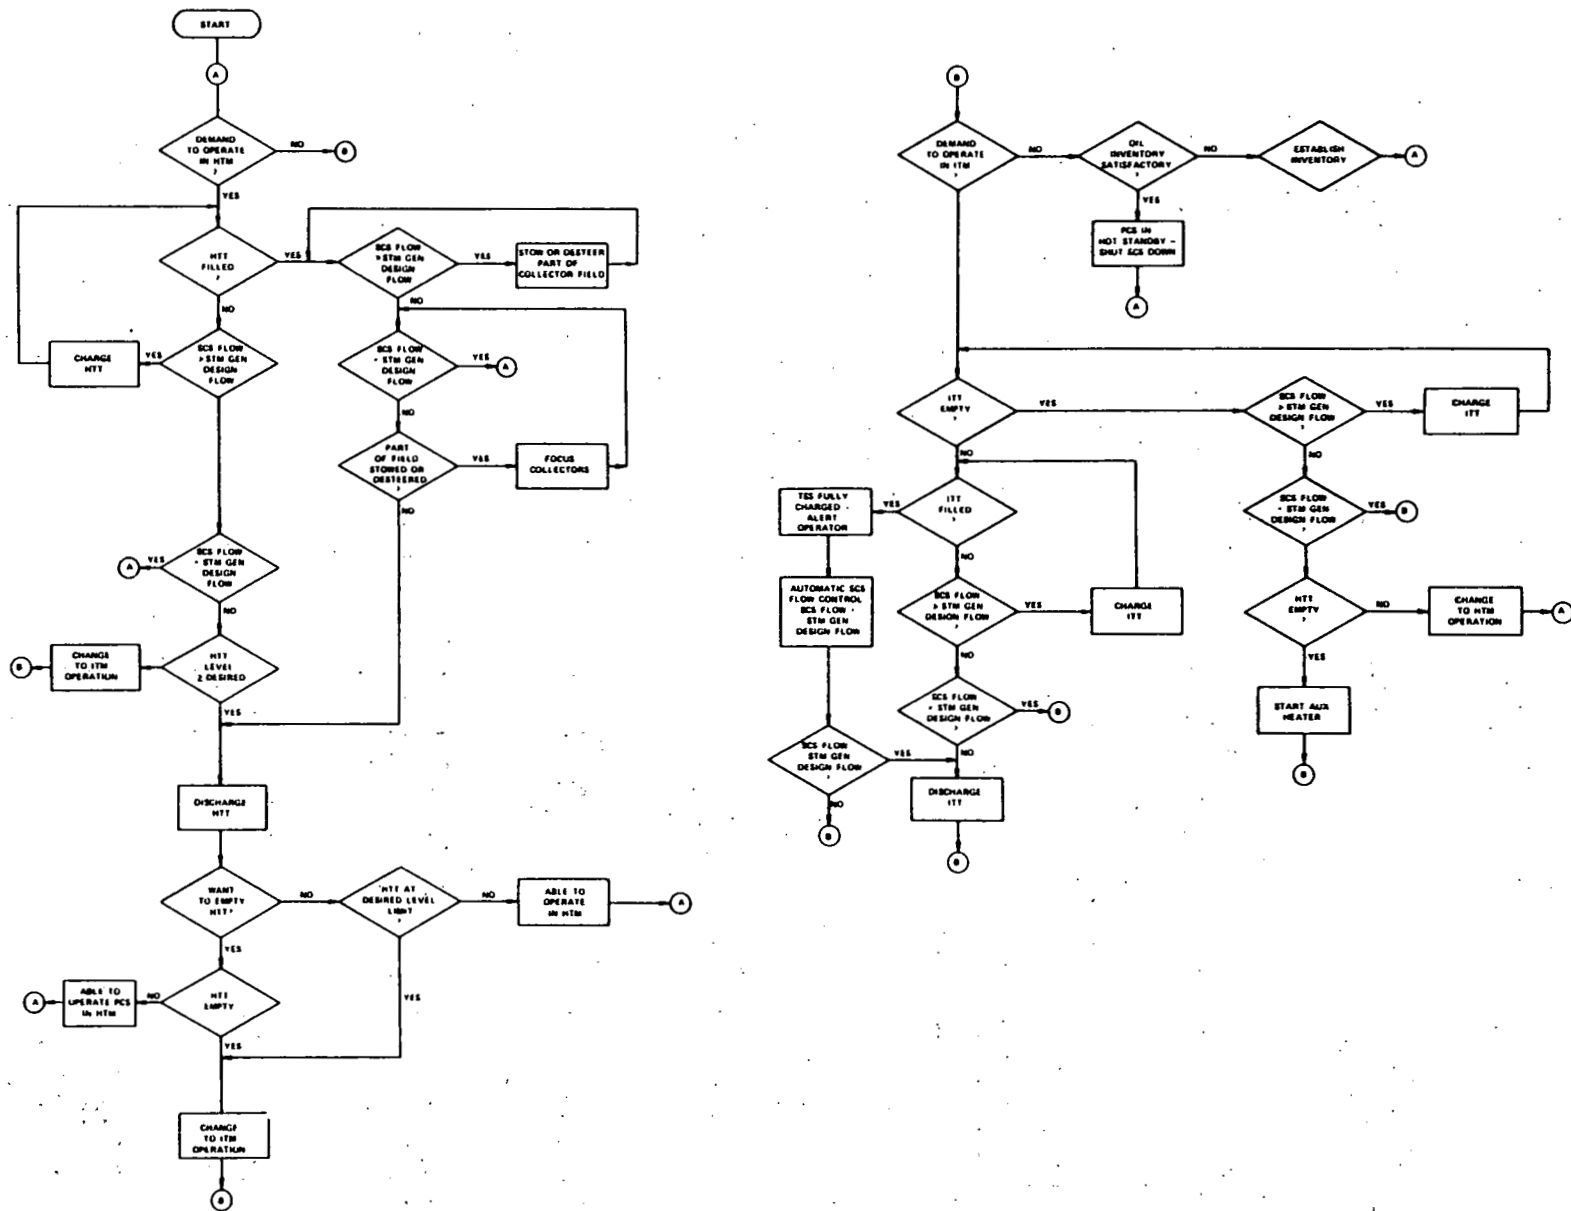 START
A
DEMAND
TO OPERATE
IN HTM
?
NO
B
YES
HTT
FILLED
?
YES
SCS FLOW
> STM GEN
DESIGN
FLOW
YES
STOW OR DESTEER
PART OF
COLLECTOR FIELD
NO
NO
CHARGE
HTT
YES
SCS FLOW
> STM GEN
DESIGN
FLOW
SCS FLOW
- STM GEN
DESIGN
FLOW
YES
A
NO
PART
OF FIELD
STOWED OR
DESTEERED
?
YES
FOCUS
COLLECTORS
NO
A
YES
SCS FLOW
- STM GEN
DESIGN
FLOW
NO
B
CHANGE
TO ITM
OPERATION
HTT
LEVEL
≥ DESIRED
YES
DISCHARGE
HTT
WANT
TO EMPTY
HTT?
NO
HTT AT
DESIRED LEVEL
LIMIT
?
NO
ABLE TO
OPERATE
IN HTM
A
YES
A
ABLE TO
OPERATE PCS
IN HTM
NO
HTT
EMPTY
YES
YES
CHANGE
TO ITM
OPERATION
B
B
DEMAND
TO OPERATE
IN ITM
?
NO
OIL
INVENTORY
SATISFACTORY
?
NO
ESTABLISH
INVENTORY
A
YES
PCS IN
HOT STANDBY -
SHUT SCS DOWN
A
ITT
EMPTY
?
YES
SCS FLOW
> STM GEN
DESIGN FLOW
?
YES
CHARGE
ITT
NO
NO
TES FULLY
CHARGED -
ALERT
OPERATOR
YES
ITT
FILLED
?
SCS FLOW
- STM GEN
DESIGN FLOW
?
YES
B
NO
AUTOMATIC SCS
FLOW CONTROL
SCS FLOW -
STM GEN
DESIGN FLOW
SCS FLOW
> STM GEN
DESIGN FLOW
?
YES
CHARGE
ITT
HTT
EMPTY
?
NO
CHANGE
TO HTM
OPERATION
A
NO
YES
SCS FLOW
- STM GEN
DESIGN FLOW
?
YES
B
START AUX
HEATER
B
SCS FLOW
STM GEN
DESIGN FLOW
?
YES
NO
NO
B
DISCHARGE
ITT
B